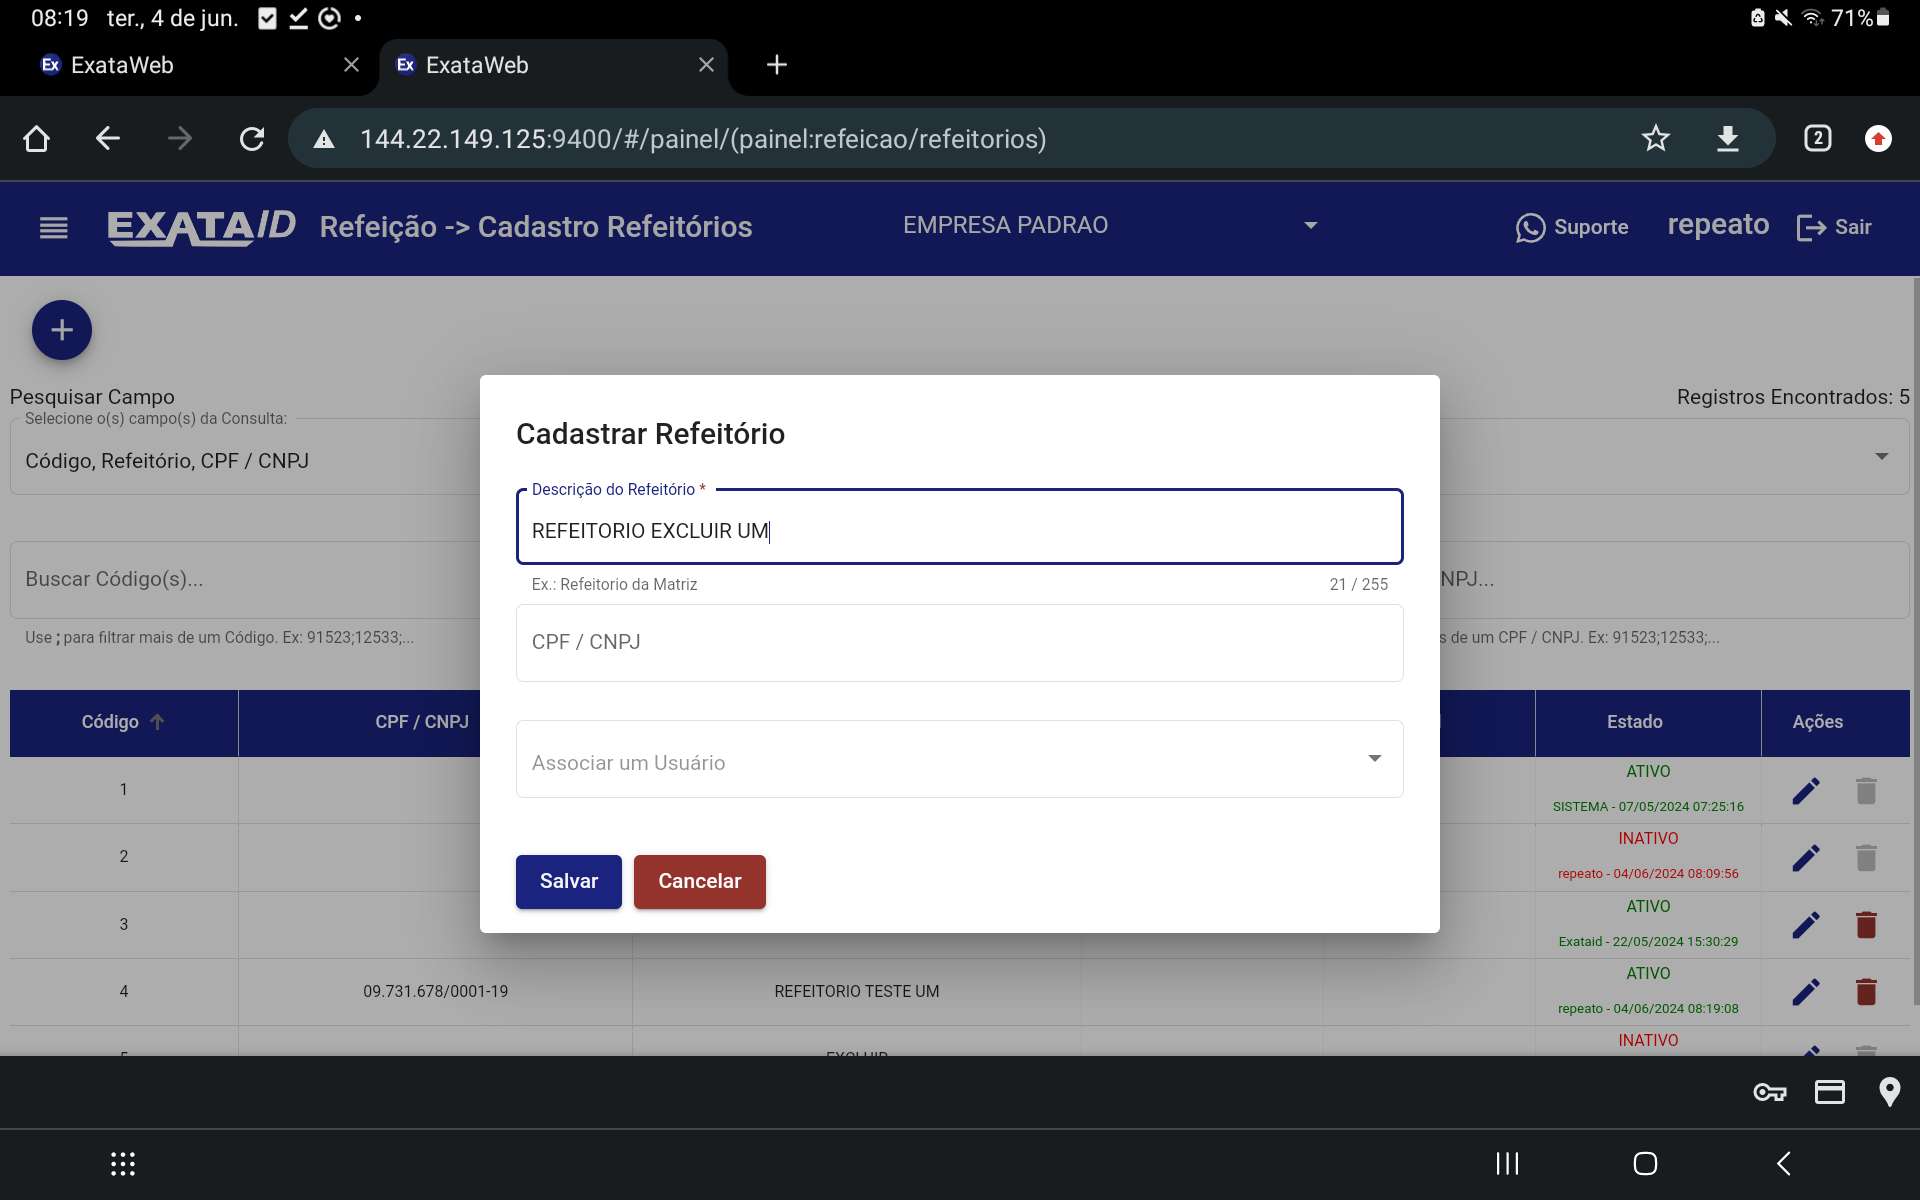 08:19 ter., 4 de jun.
71%
Ex ExataWeb
Ex ExataWeb
144.22.149.125:9400/#/painel/(painel:refeicao/refeitorios)
2
EXATAID Refeição -> Cadastro Refeitórios EMPRESA PADRAO Suporte repeato Sair
Pesquisar Campo
Registros Encontrados: 5
Selecione o(s) campo(s) da Consulta:
Código, Refeitório, CPF / CNPJ
Buscar Código(s)...
NPJ...
Use ; para filtrar mais de um Código. Ex: 91523;12533;...
s de um CPF / CNPJ. Ex: 91523;12533;...
Cadastrar Refeitório
Descrição do Refeitório *
REFEITORIO EXCLUIR UM
Ex.: Refeitorio da Matriz 21 / 255
CPF / CNPJ
Associar um Usuário
Salvar Cancelar
Código CPF / CNPJ Estado Ações
1 ATIVO
SISTEMA - 07/05/2024 07:25:16
2 INATIVO
repeato - 04/06/2024 08:09:56
3 ATIVO
Exataid - 22/05/2024 15:30:29
4 09.731.678/0001-19 REFEITORIO TESTE UM ATIVO
repeato - 04/06/2024 08:19:08
5 EXCLUIR INATIVO